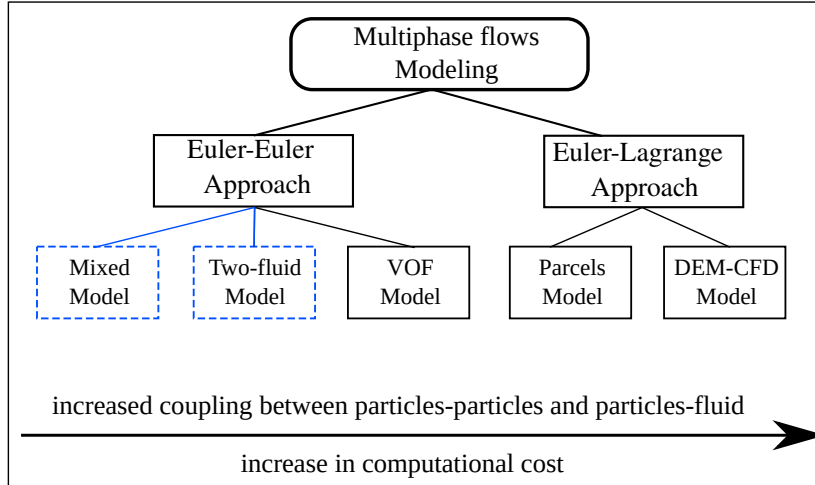 Multiphase flows
Modeling
Euler-Euler
Approach
Euler-Lagrange
Approach
Mixed
Model
Two-fluid
Model
VOF
Model
Parcels
Model
DEM-CFD
Model
increased coupling between particles-particles and particles-fluid
increase in computational cost